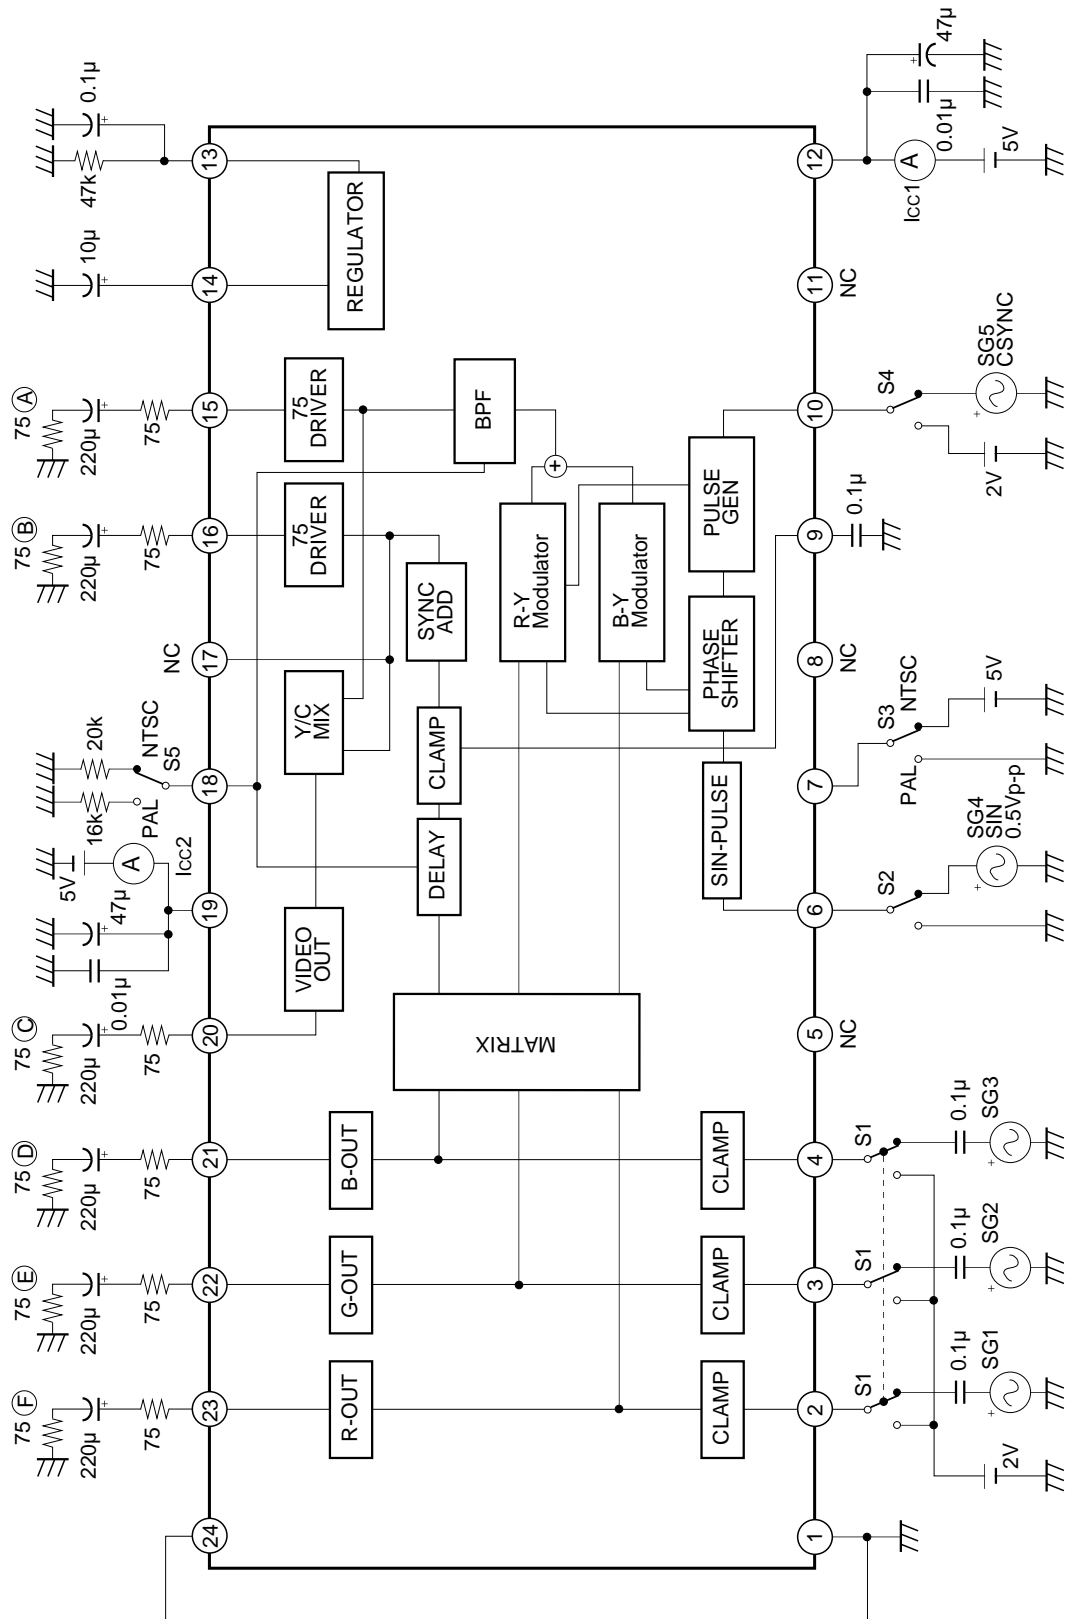 75 F 75 E 75 D 75 C 75 B 75 A
220µ 220µ 220µ 220µ 220µ 220µ 10µ 0.1µ
+ + + + + + + + +
0.01µ 47µ 5V 16k 20k 47k
75 75 75 75 75 75
A
PAL NTSC
Icc2 S5 NC
24 23 22 21 20 19 18 17 16 15 14 13
R-OUT G-OUT B-OUT
VIDEO
OUT
Y/C
MIX
75
DRIVER
75
DRIVER
REGULATOR
MATRIX
DELAY CLAMP
SYNC
ADD
BPF
R-Y
Modulator
+
B-Y
Modulator
CLAMP CLAMP CLAMP
SIN-PULSE
PHASE
SHIFTER
PULSE
GEN
1 2 3 4 5 6 7 8 9 10 11 12
NC NC NC
S1 S1 S1 S2 S3 S4
PAL NTSC
0.1µ
Icc1 A
0.01µ
+ 47µ
0.1µ 0.1µ 0.1µ
2V
+ SG1
+ SG2
+ SG3
+ SG4
SIN
0.5Vp-p
5V
2V
+ SG5
CSYNC
5V